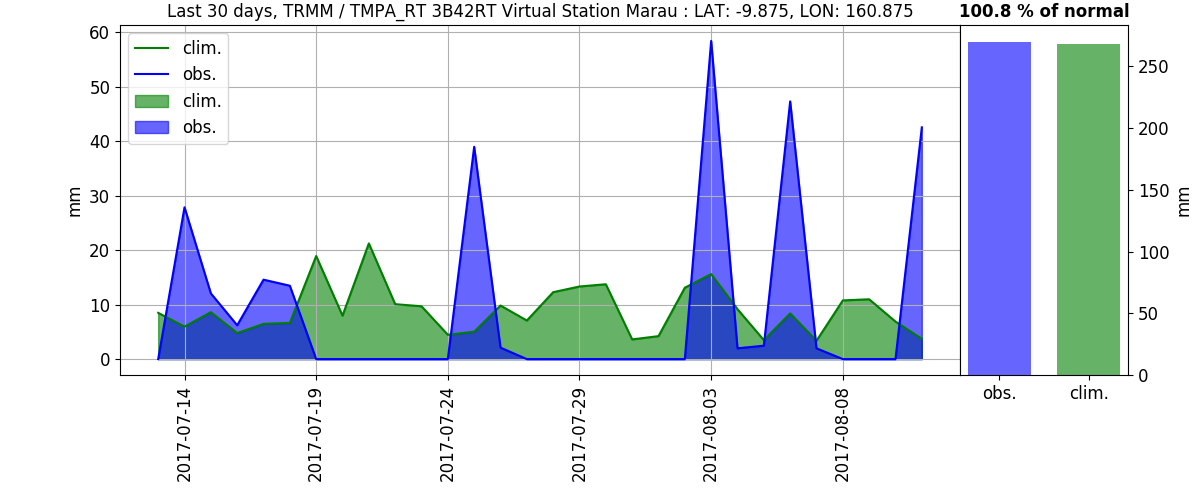 Last 30 days, TRMM / TMPA_RT 3B42RT Virtual Station Marau : LAT: -9.875, LON: 160.875
100.8 % of normal
clim.
obs.
clim.
obs.
60
50
40
30
20
10
0
mm
2017-07-14
2017-07-19
2017-07-24
2017-07-29
2017-08-03
2017-08-08
250
200
150
100
50
0
mm
obs.
clim.